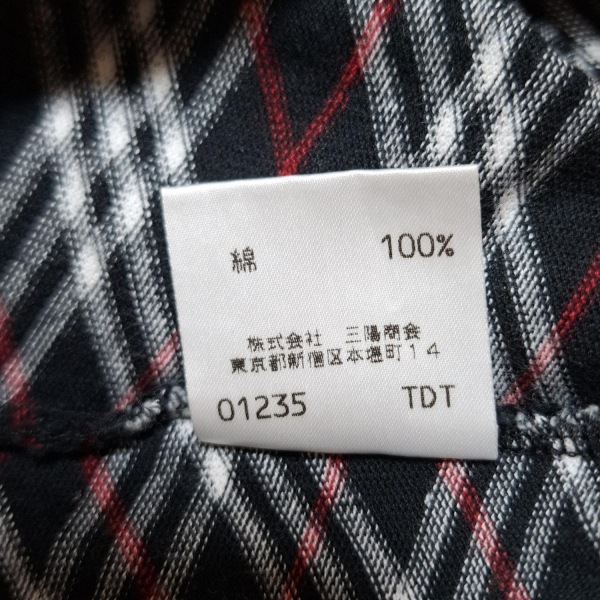 綿 100%
株式会社 三陽商会
東京都新宿区本塩町14
01235 TDT